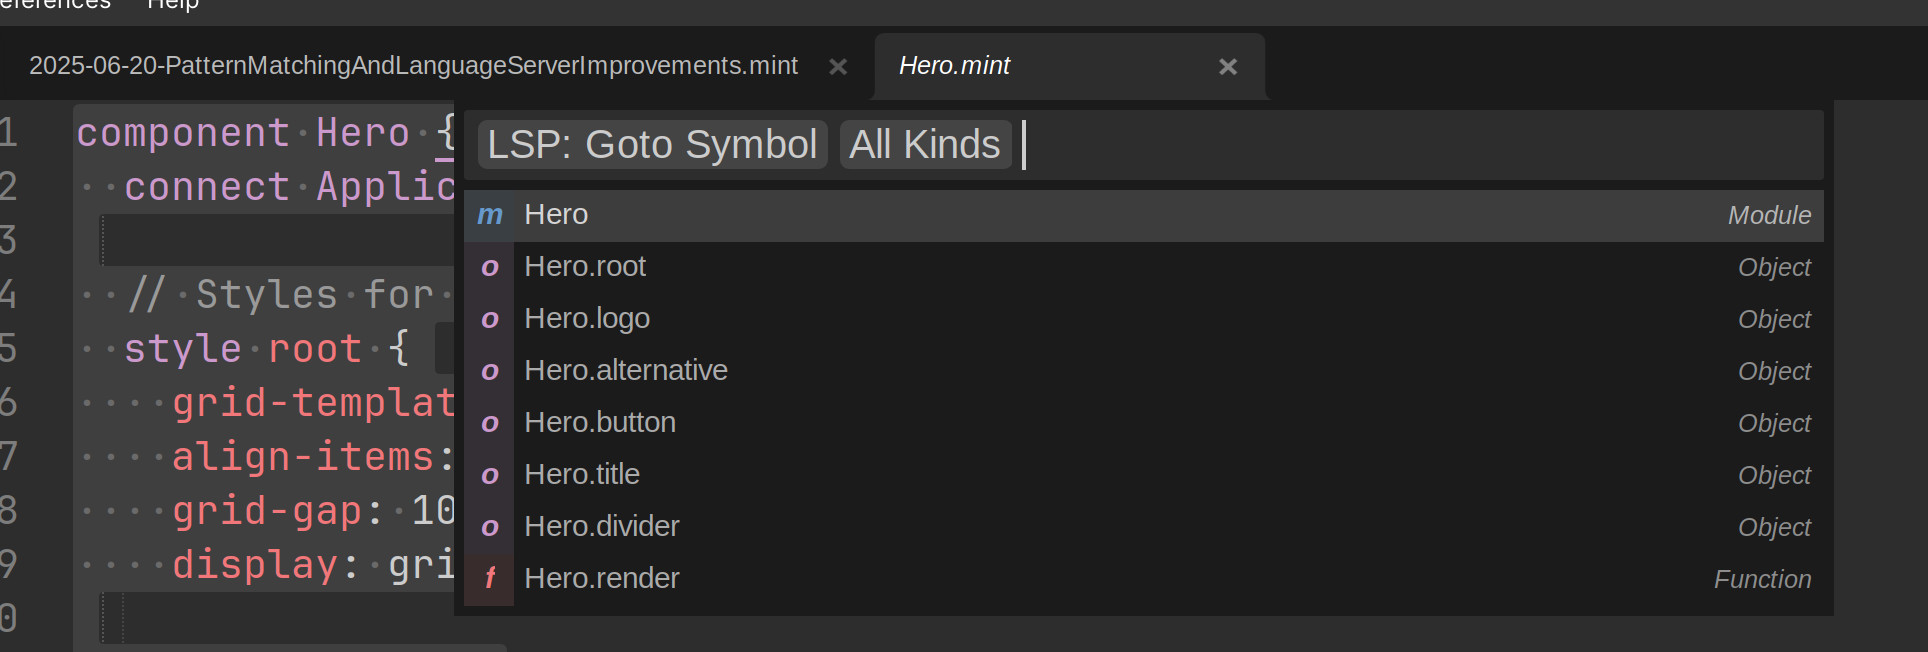 Help
2025-06-20-PatternMatchingAndLanguageServerImprovements.mint × Hero.mint ×
LSP: Goto Symbol All Kinds
1 component Hero {
2 connect Applic
3
4 // Styles for
5 style root {
6 grid-templat
7 align-items:
8 grid-gap: 10
9 display: gri
0
m Hero Module
o Hero.root Object
o Hero.logo Object
o Hero.alternative Object
o Hero.button Object
o Hero.title Object
o Hero.divider Object
f Hero.render Function